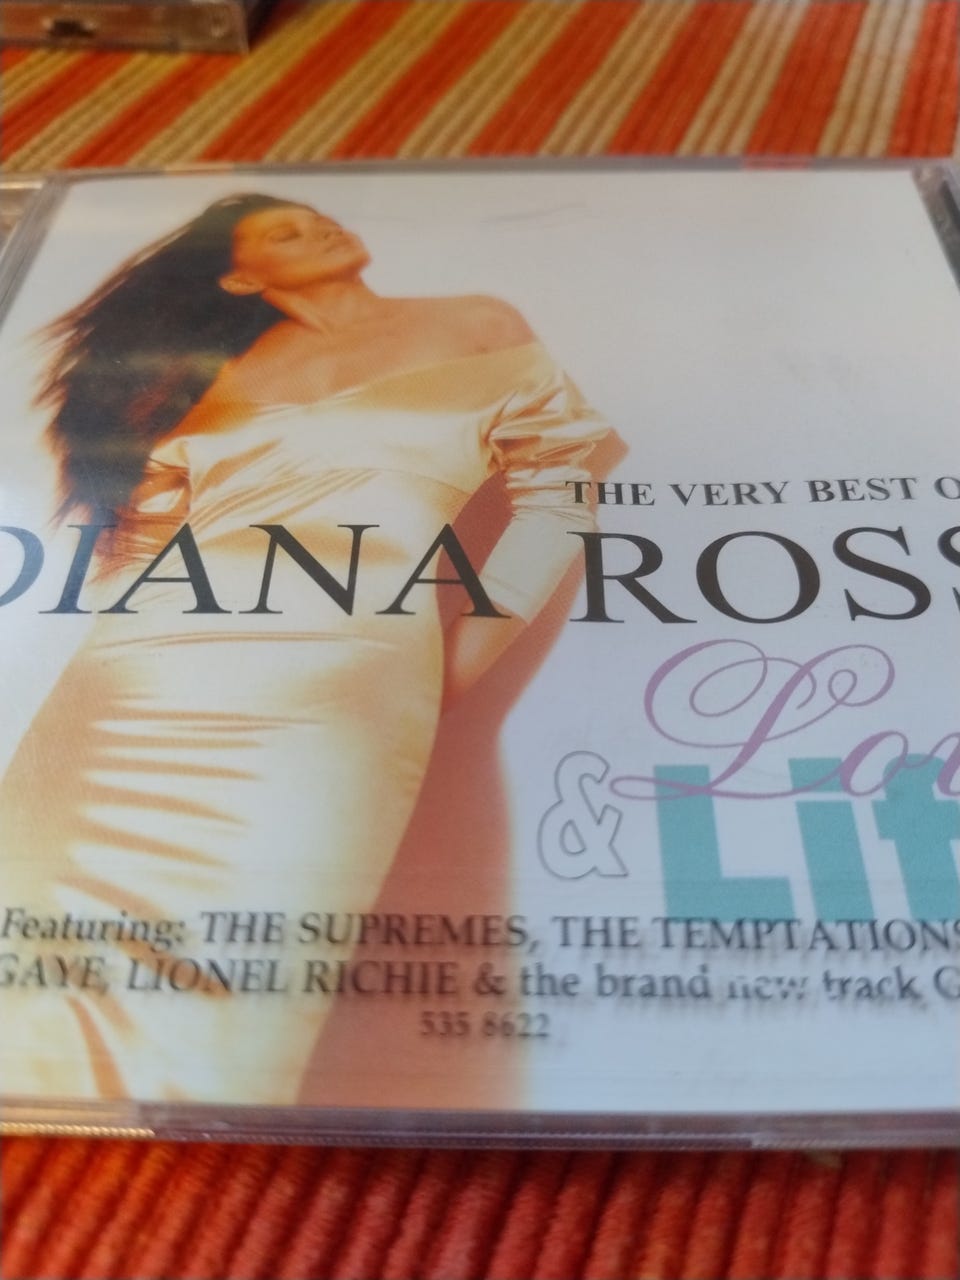 THE VERY BEST O
DIANA ROSS
Lov
& Lif
Featuring: THE SUPREMES, THE TEMPTATIONS
GAYE, LIONEL RICHIE & the brand new track G
535 8622